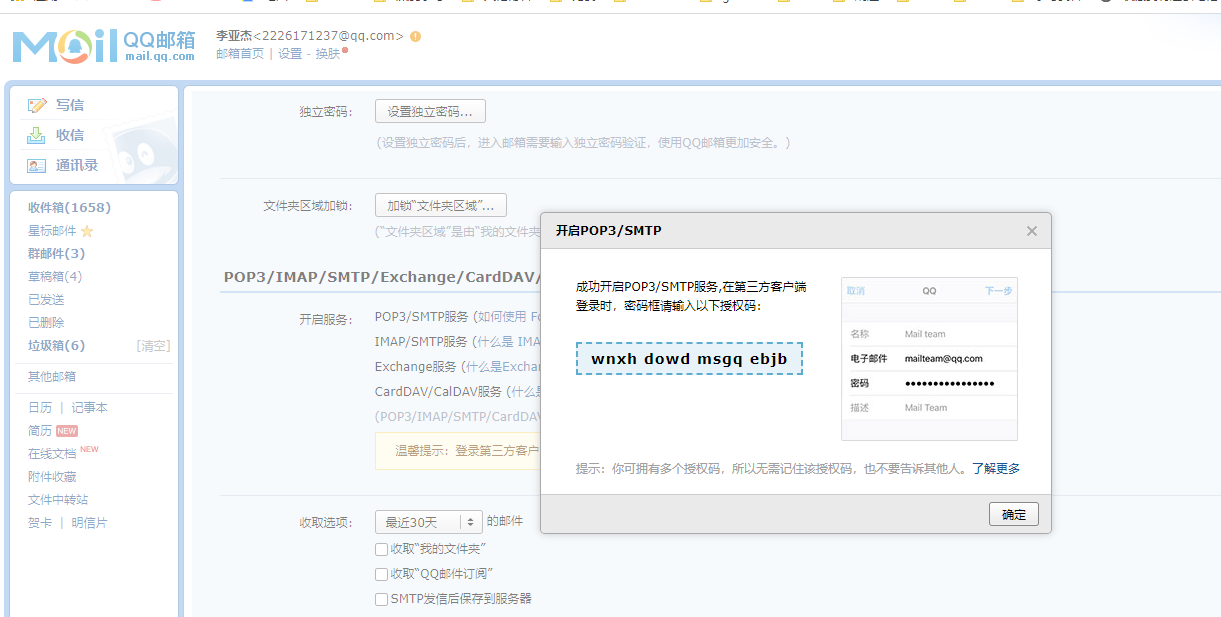 Mail QQ邮箱
mail.qq.com
李亚杰<2226171237@qq.com>
邮箱首页 | 设置 - 换肤
写信
收信
通讯录
收件箱(1658)
星标邮件
群邮件(3)
草稿箱(4)
已发送
已删除
垃圾箱(6) [清空]
其他邮箱
日历 | 记事本
简历 NEW
在线文档 NEW
附件收藏
文件中转站
贺卡 | 明信片
独立密码： 设置独立密码...
(设置独立密码后，进入邮箱需要输入独立密码验证，使用QQ邮箱更加安全。)
文件夹区域加锁： 加锁“文件夹区域”...
(“文件夹区域”是由“我的文件夹
POP3/IMAP/SMTP/Exchange/CardDAV/
开启服务： POP3/SMTP服务 (如何使用 Fo
IMAP/SMTP服务 (什么是 IMA
Exchange服务 (什么是Exchan
CardDAV/CalDAV服务 (什么是
(POP3/IMAP/SMTP/CardDAV
温馨提示： 登录第三方客户
收取选项： 最近30天 的邮件
收取“我的文件夹”
收取“QQ邮件订阅”
SMTP发信后保存到服务器
开启POP3/SMTP
成功开启POP3/SMTP服务,在第三方客户端
登录时，密码框请输入以下授权码：
wnxh dowd msgq ebjb
取消 QQ 下一步
名称 Mail team
电子邮件 mailteam@qq.com
密码 ●●●●●●●●●●●●●●●●
描述 Mail Team
提示：你可拥有多个授权码，所以无需记住该授权码，也不要告诉其他人。了解更多
确定